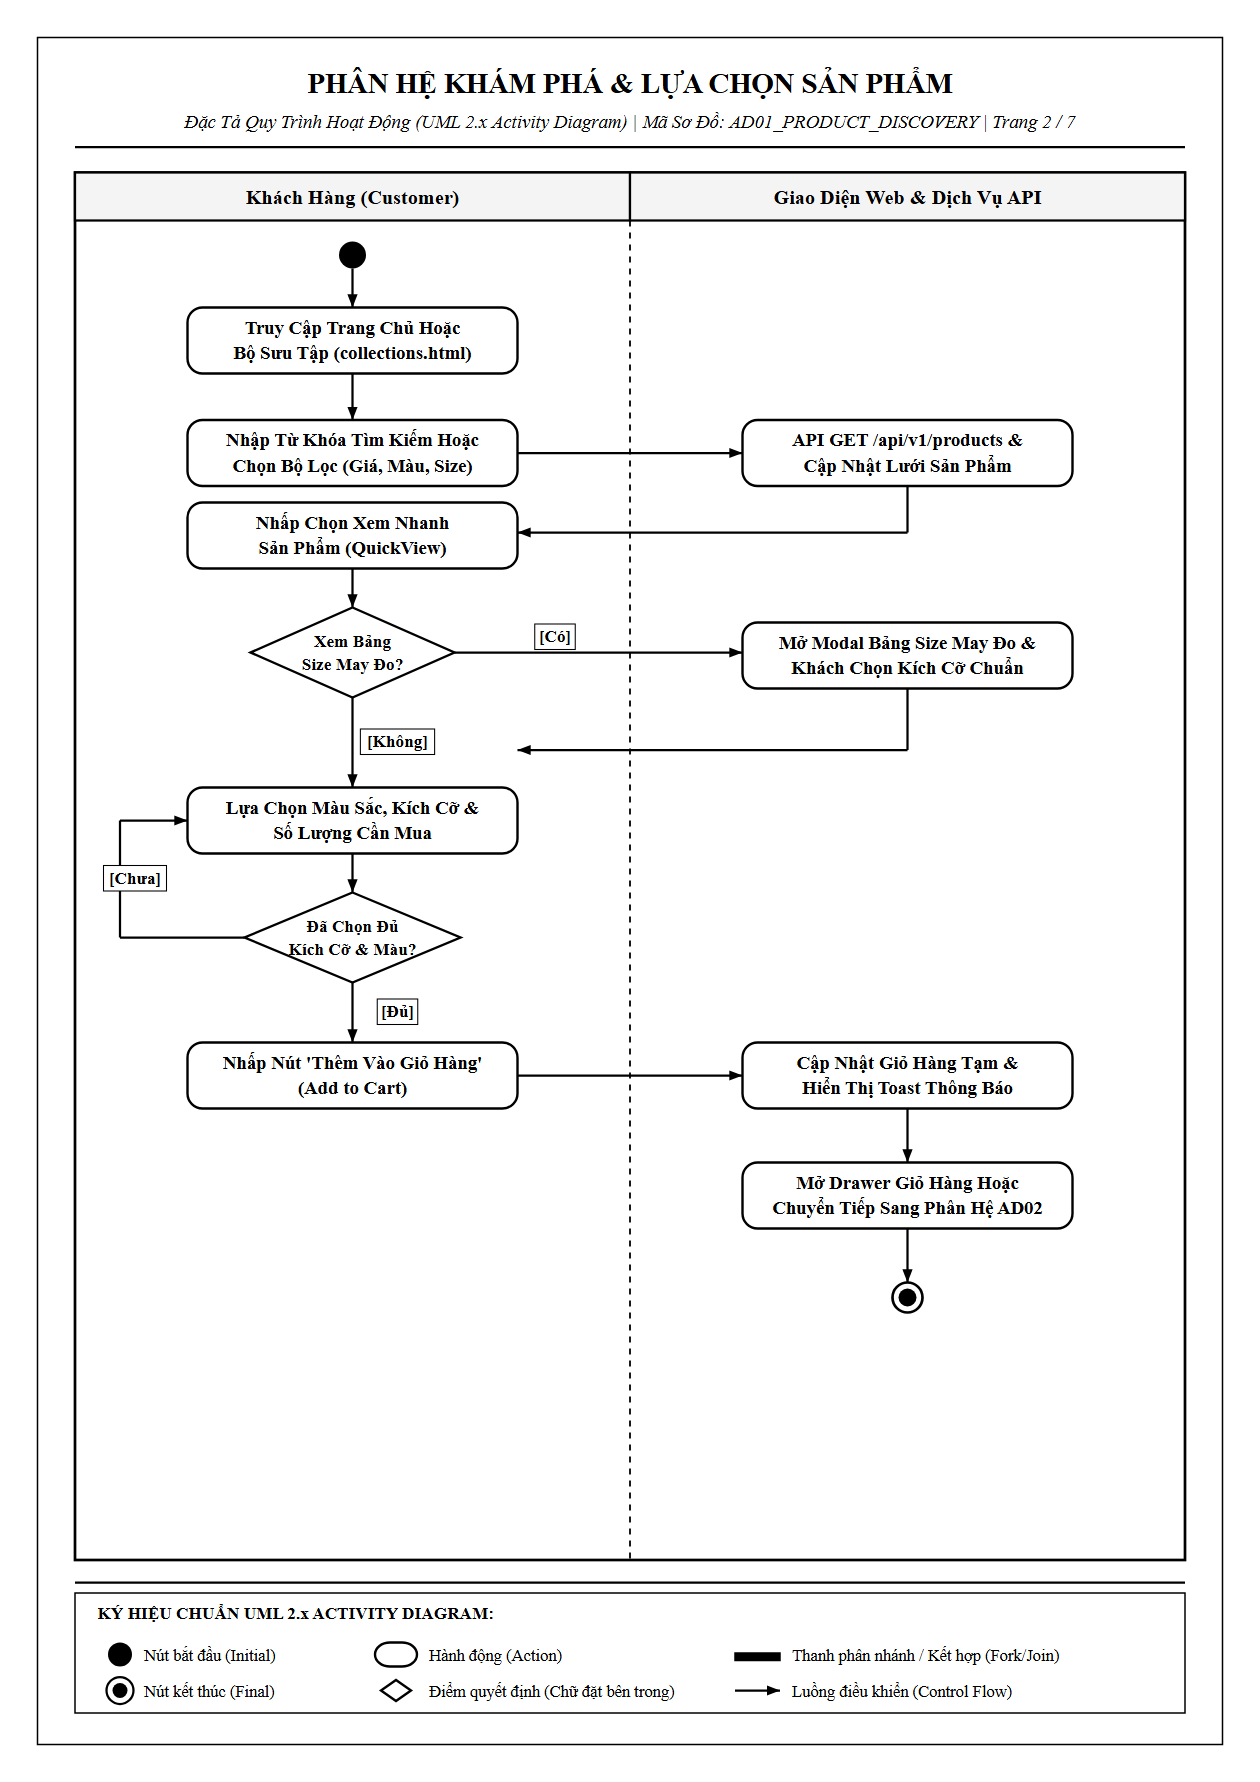 PHÂN HỆ KHÁM PHÁ & LỰA CHỌN SẢN PHẨM
Đặc Tả Quy Trình Hoạt Động (UML 2.x Activity Diagram) | Mã Sơ Đồ: AD01_PRODUCT_DISCOVERY | Trang 2 / 7
Khách Hàng (Customer)
Giao Diện Web & Dịch Vụ API
Truy Cập Trang Chủ Hoặc
Bộ Sưu Tập (collections.html)
Nhập Từ Khóa Tìm Kiếm Hoặc
Chọn Bộ Lọc (Giá, Màu, Size)
API GET /api/v1/products &
Cập Nhật Lưới Sản Phẩm
Nhấp Chọn Xem Nhanh
Sản Phẩm (QuickView)
Xem Bảng
Size May Đo?
[Có]
Mở Modal Bảng Size May Đo &
Khách Chọn Kích Cỡ Chuẩn
[Không]
Lựa Chọn Màu Sắc, Kích Cỡ &
Số Lượng Cần Mua
[Chưa]
Đã Chọn Đủ
Kích Cỡ & Màu?
[Đủ]
Nhấp Nút 'Thêm Vào Giỏ Hàng'
(Add to Cart)
Cập Nhật Giỏ Hàng Tạm &
Hiển Thị Toast Thông Báo
Mở Drawer Giỏ Hàng Hoặc
Chuyển Tiếp Sang Phân Hệ AD02
KÝ HIỆU CHUẨN UML 2.x ACTIVITY DIAGRAM:
Nút bắt đầu (Initial)
Hành động (Action)
Thanh phân nhánh / Kết hợp (Fork/Join)
Nút kết thúc (Final)
Điểm quyết định (Chữ đặt bên trong)
Luồng điều khiển (Control Flow)